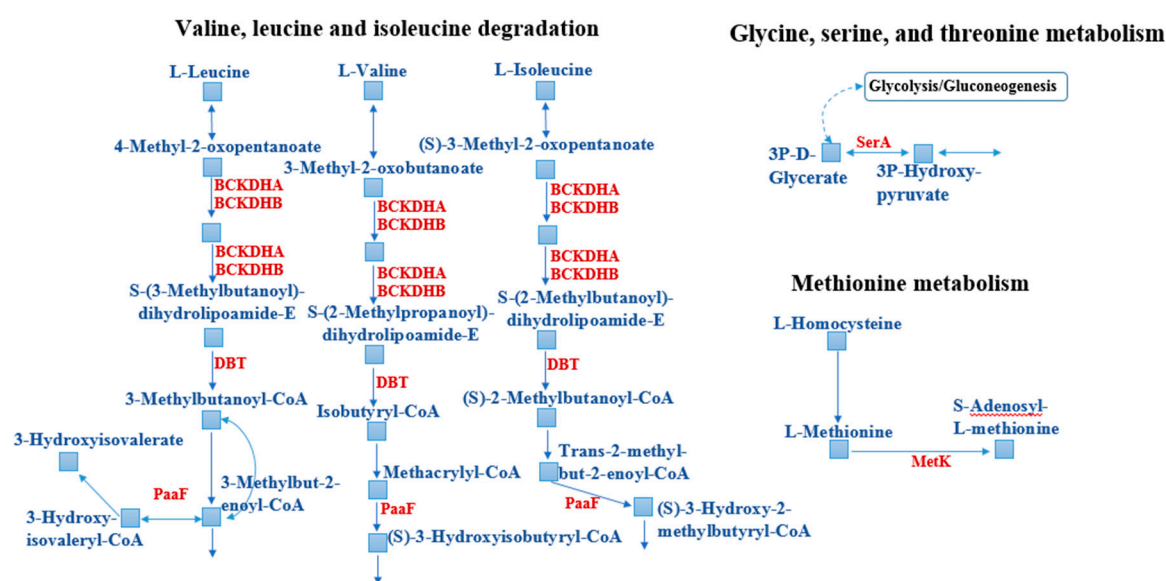 Valine, leucine and isoleucine degradation
L-Leucine
4-Methyl-2-oxopentanoate
BCKDHA
BCKDHB
BCKDHA
BCKDHB
S-(3-Methylbutanoyl)-
dihydrolipoamide-E
DBT
3-Methylbutanoyl-CoA
3-Hydroxyisovalerate
PaaF
3-Methylbut-2-
enoyl-CoA
3-Hydroxy-
isovaleryl-CoA
L-Valine
3-Methyl-2-oxobutanoate
BCKDHA
BCKDHB
BCKDHA
BCKDHB
S-(2-Methylpropanoyl)-
dihydrolipoamide-E
DBT
Isobutyryl-CoA
Methacrylyl-CoA
PaaF
(S)-3-Hydroxyisobutyryl-CoA
L-Isoleucine
(S)-3-Methyl-2-oxopentanoate
BCKDHA
BCKDHB
BCKDHA
BCKDHB
S-(2-Methylbutanoyl)-
dihydrolipoamide-E
DBT
(S)-2-Methylbutanoyl-CoA
Trans-2-methyl-
but-2-enoyl-CoA
PaaF
(S)-3-Hydroxy-2-
methylbutyryl-CoA
Glycine, serine, and threonine metabolism
Glycolysis/Gluconeogenesis
SerA
3P-D-
Glycerate
3P-Hydroxy-
pyruvate
Methionine metabolism
L-Homocysteine
L-Methionine
MetK
S-Adenosyl-
L-methionine